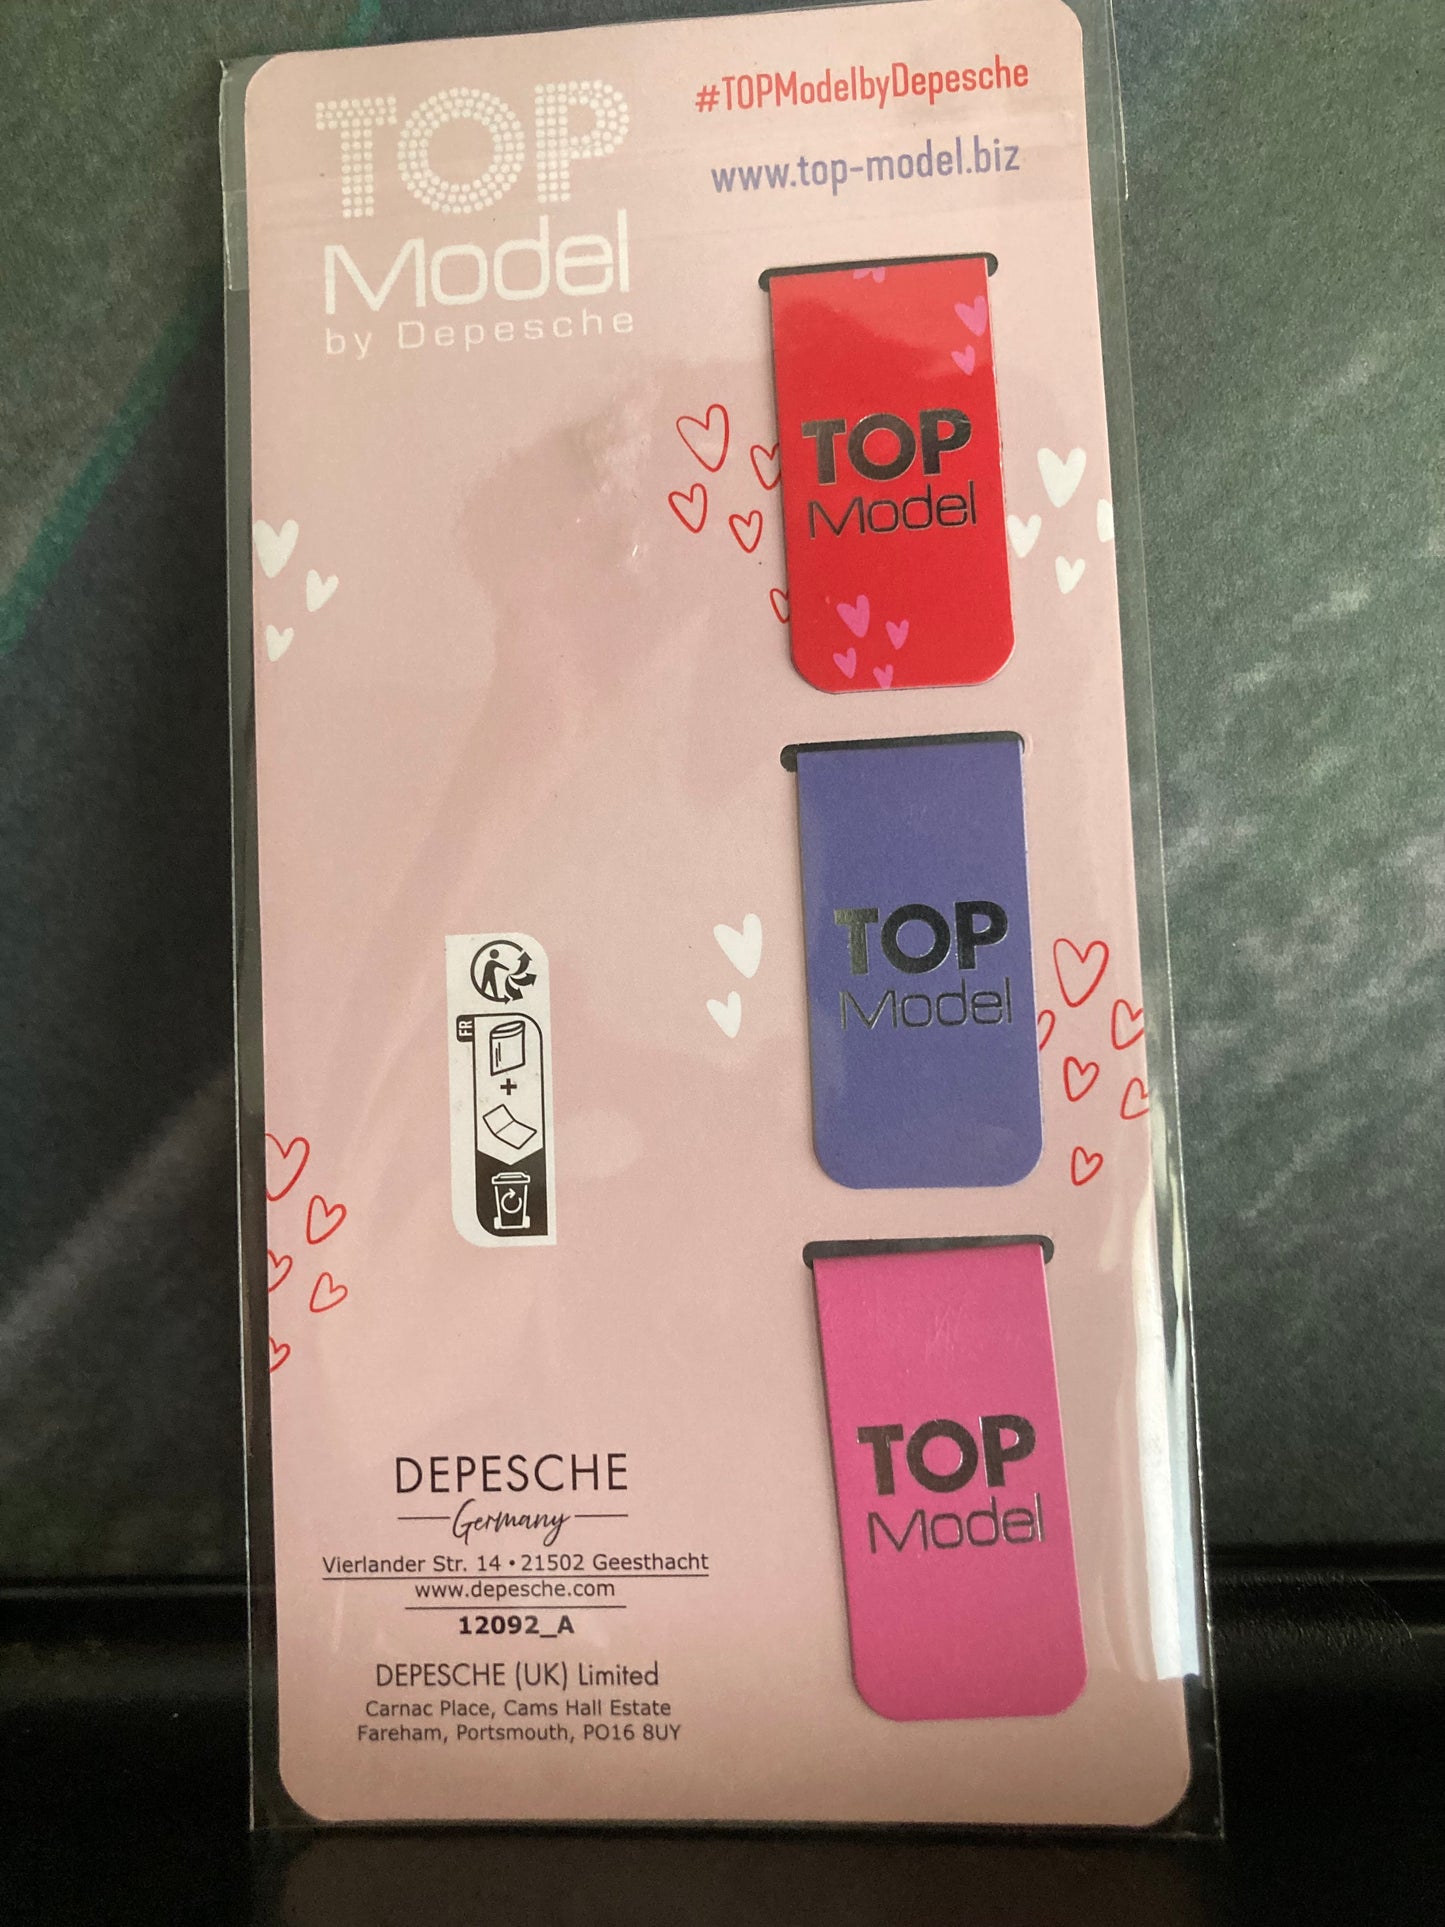 TOP
Model
by Depesche
#TOPModelbyDepesche
www.top-model.biz
TOP
Model
TOP
Model
TOP
Model
FR
+
DEPESCHE
Germany
Vierlander Str. 14 • 21502 Geesthacht
www.depesche.com
12092_A
DEPESCHE (UK) Limited
Carnac Place, Cams Hall Estate
Fareham, Portsmouth, PO16 8UY